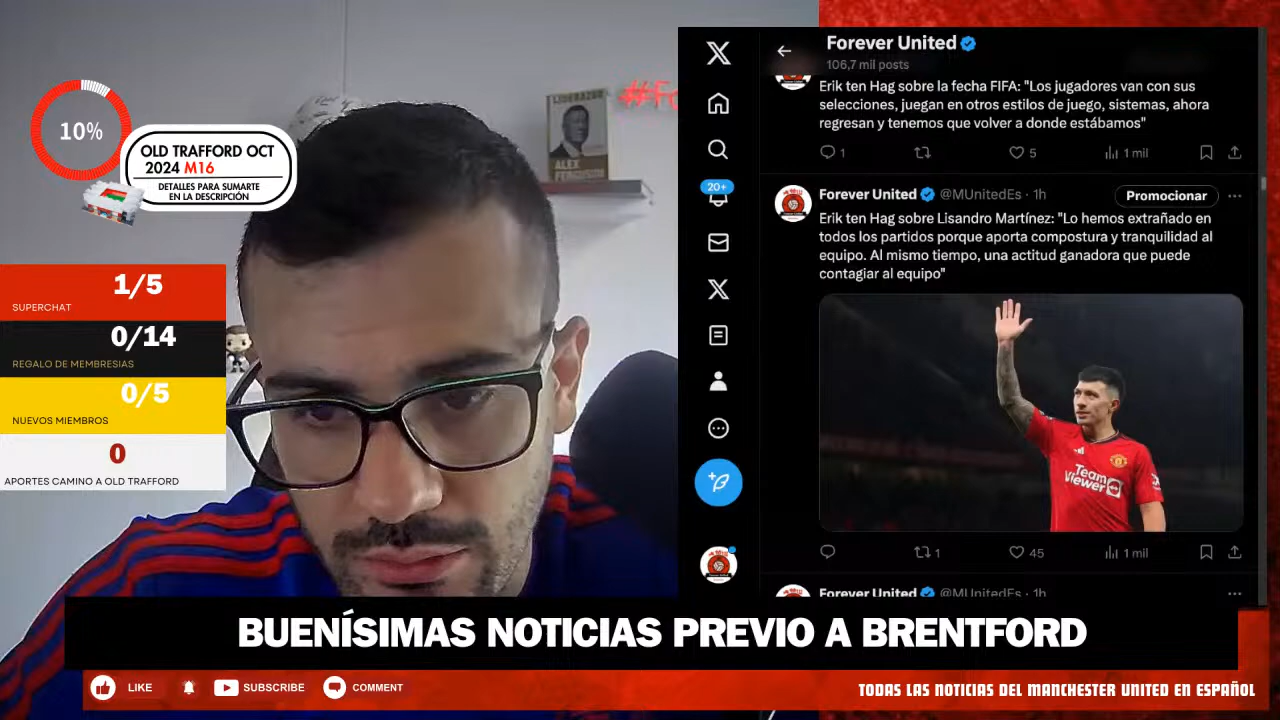 10%
OLD TRAFFORD OCT
2024 M16
DETALLES PARA SUMARTE
EN LA DESCRIPCIÓN
1/5
SUPERCHAT
0/14
REGALO DE MEMBRESIAS
0/5
NUEVOS MIEMBROS
0
APORTES CAMINO A OLD TRAFFORD
LIDERAZGO
ALEX
FERGUSON
Forever United
106,7 mil posts
Erik ten Hag sobre la fecha FIFA: "Los jugadores van con sus
selecciones, juegan en otros estilos de juego, sistemas, ahora
regresan y tenemos que volver a donde estábamos"
1 5 1 mil
20+
Forever United @MUnitedEs · 1h Promocionar
Erik ten Hag sobre Lisandro Martínez: "Lo hemos extrañado en
todos los partidos porque aporta compostura y tranquilidad al
equipo. Al mismo tiempo, una actitud ganadora que puede
contagiar al equipo"
Team
Viewer
1 45 1 mil
Forever United @MUnitedEs · 1h
BUENÍSIMAS NOTICIAS PREVIO A BRENTFORD
LIKE SUBSCRIBE COMMENT
TODAS LAS NOTICIAS DEL MANCHESTER UNITED EN ESPAÑOL